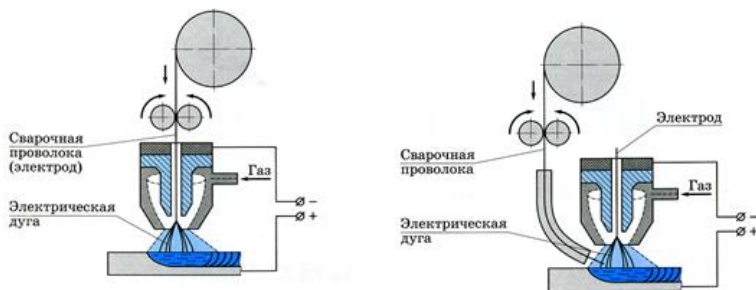 Сварочная
проволока
(электрод)
Газ
Электрическая
дуга
Ø –
Ø +
Электрод
Сварочная
проволока
Газ
Электрическая
дуга
Ø –
Ø +